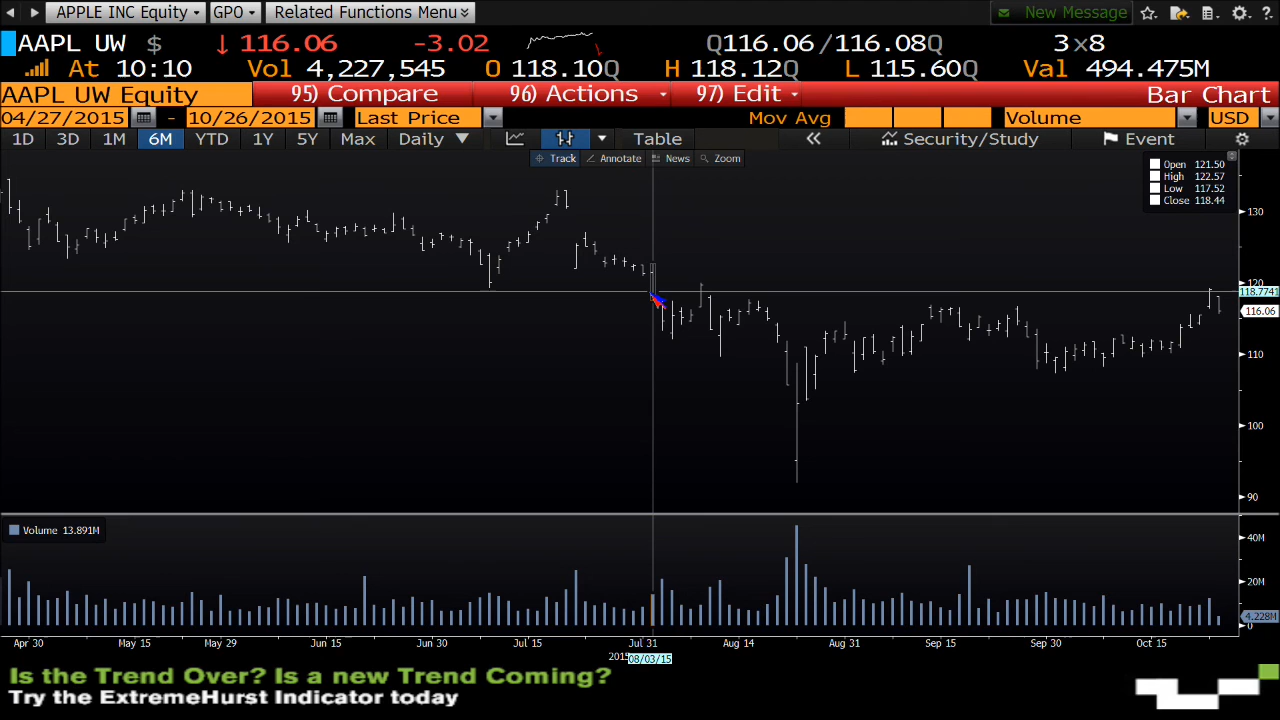 APPLE INC Equity GPO Related Functions Menu New Message
AAPL UW $ ↓ 116.06 -3.02 Q116.06 /116.08Q 3×8
At 10:10 Vol 4,227,545 O 118.10Q H 118.12Q L 115.60Q Val 494.475M
AAPL UW Equity 95) Compare 96) Actions 97) Edit Bar Chart
04/27/2015 - 10/26/2015 Last Price Mov Avg Volume USD
1D 3D 1M 6M YTD 1Y 5Y Max Daily ▼ Table « Security/Study Event
Track Annotate News Zoom
Open 121.50
High 122.57
Low 117.52
Close 118.44
130
120
118.7741
116.06
110
100
90
Volume 13.891M
40M
20M
4.228M
0
Apr 30 May 15 May 29 Jun 15 Jun 30 Jul 15 Jul 31 Aug 14 Aug 31 Sep 15 Sep 30 Oct 15
2015 08/03/15
Is the Trend Over? Is a new Trend Coming?
Try the ExtremeHurst Indicator today